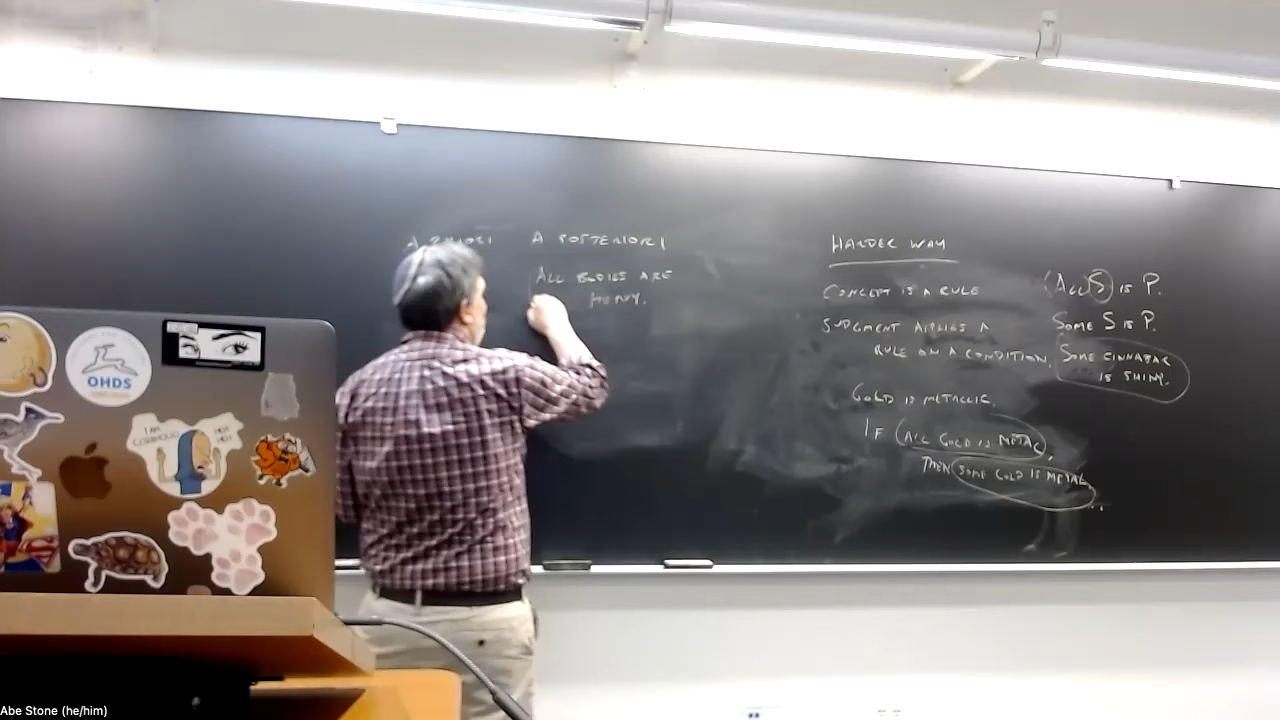 A PRIORI A POSTERIORI
ALL BODIES ARE
HEAVY.
HARDER WAY
CONCEPT IS A RULE
JUDGMENT APPLIES A
RULE ON A CONDITION.
GOLD IS METALLIC.
IF (ALL GOLD IS METAL),
THEN (SOME GOLD IS METAL)
(ALL S) IS P.
SOME S IS P.
SOME CINNABAR
IS SHINY.
OHDS
I AM
Abe Stone (he/him)